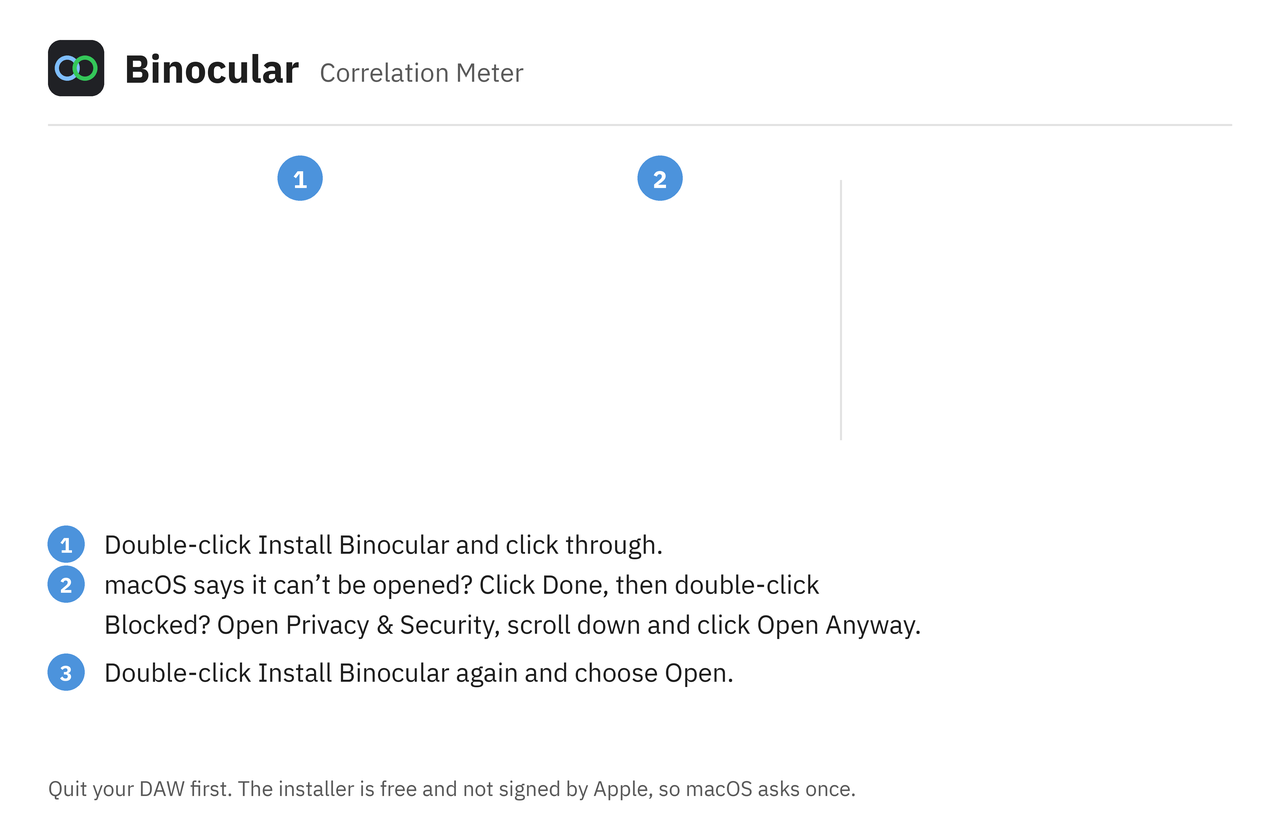 Binocular Correlation Meter
1 2
1 Double-click Install Binocular and click through.
2 macOS says it can’t be opened? Click Done, then double-click
Blocked? Open Privacy & Security, scroll down and click Open Anyway.
3 Double-click Install Binocular again and choose Open.
Quit your DAW first. The installer is free and not signed by Apple, so macOS asks once.